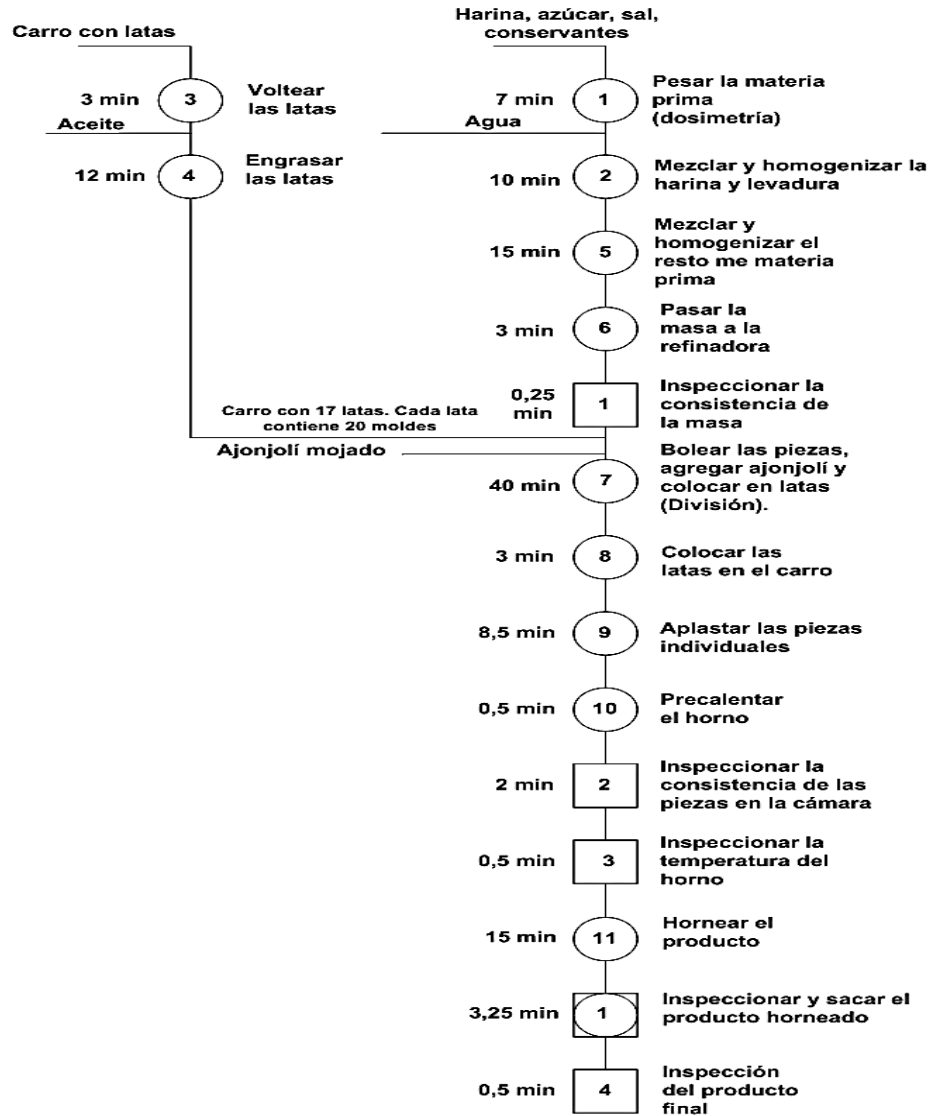 Carro con latas
3 min
3
Voltear
las latas
Aceite
12 min
4
Engrasar
las latas
Harina, azúcar, sal,
conservantes
7 min
1
Pesar la materia
prima
(dosimetría)
Agua
10 min
2
Mezclar y homogenizar la
harina y levadura
15 min
5
Mezclar y
homogenizar el
resto me materia
prima
3 min
6
Pasar la
masa a la
refinadora
0,25
min
1
Inspeccionar la
consistencia de
la masa
Carro con 17 latas. Cada lata
contiene 20 moldes
Ajonjolí mojado
40 min
7
Bolear las piezas,
agregar ajonjolí y
colocar en latas
(División).
3 min
8
Colocar las
latas en el carro
8,5 min
9
Aplastar las piezas
individuales
0,5 min
10
Precalentar
el horno
2 min
2
Inspeccionar la
consistencia de las
piezas en la cámara
0,5 min
3
Inspeccionar la
temperatura del
horno
15 min
11
Hornear el
producto
3,25 min
1
Inspeccionar y sacar el
producto horneado
0,5 min
4
Inspección
del producto
final